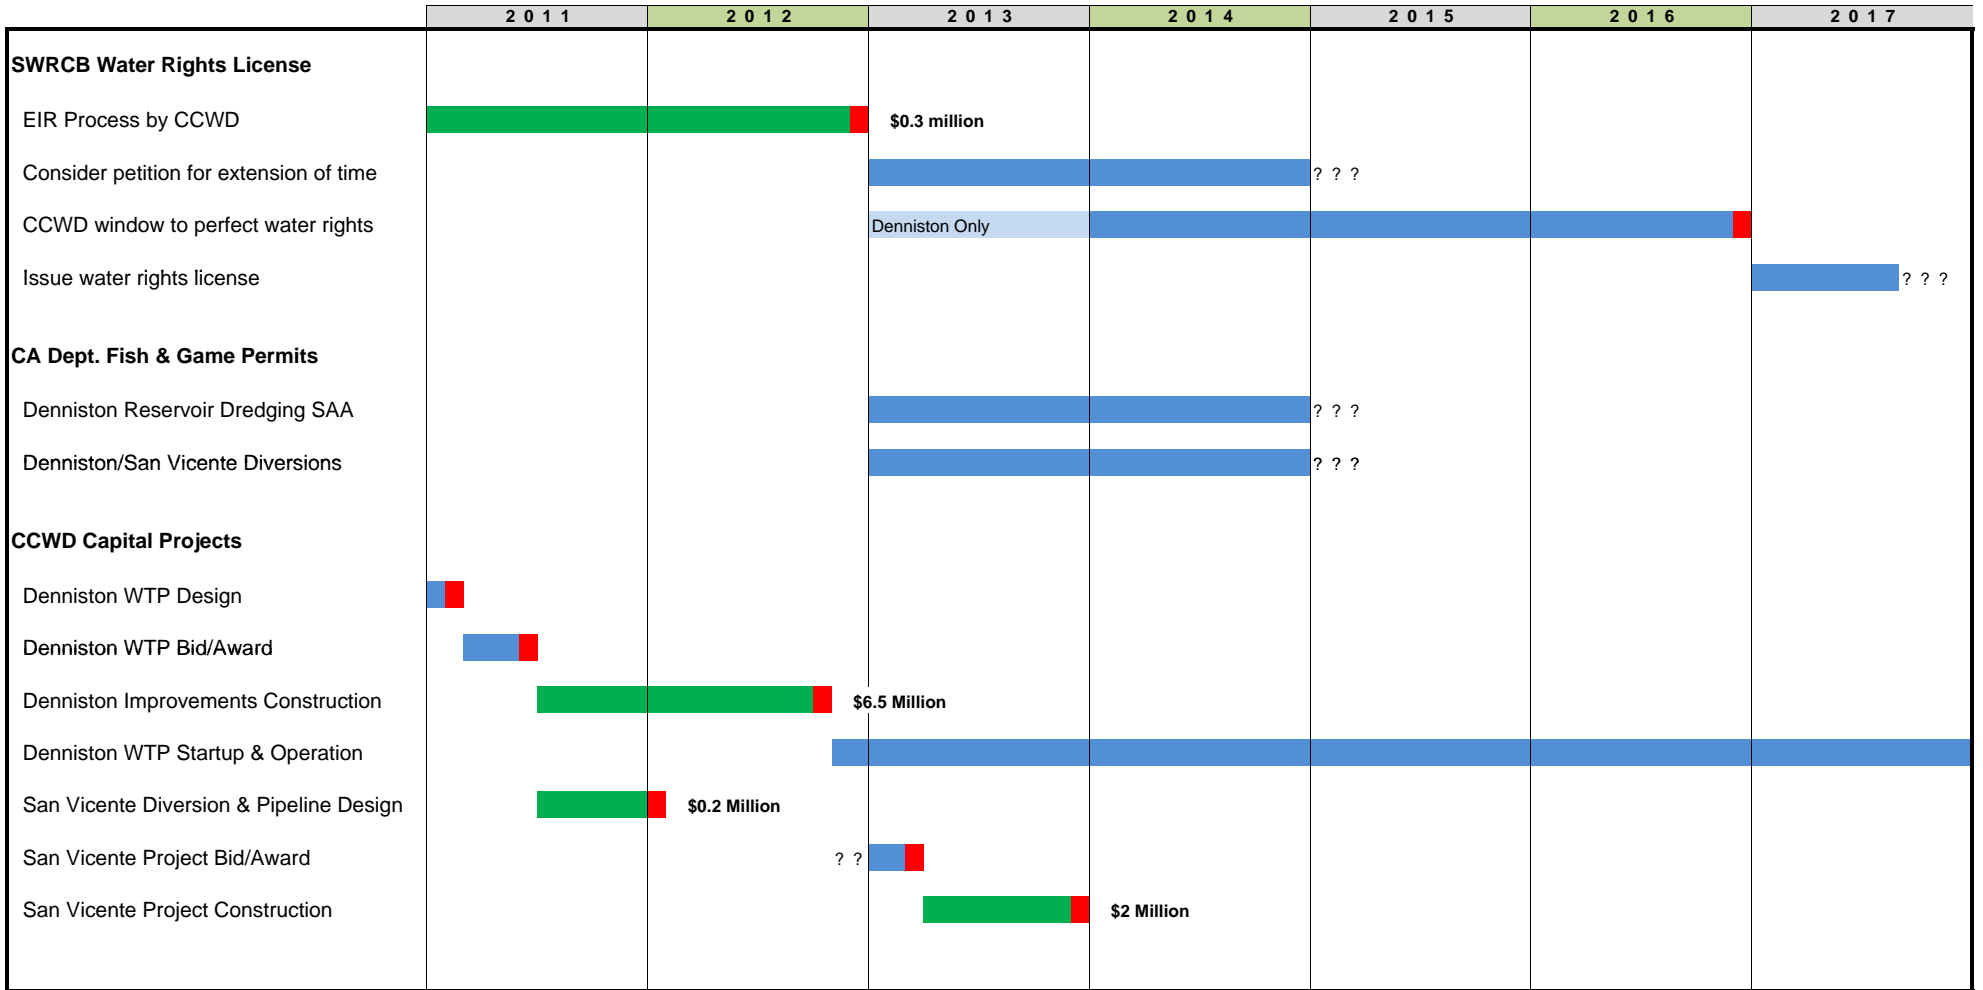 2 0 1 1 2 0 1 2 2 0 1 3 2 0 1 4 2 0 1 5 2 0 1 6 2 0 1 7
SWRCB Water Rights License
EIR Process by CCWD $0.3 million
Consider petition for extension of time ? ? ?
CCWD window to perfect water rights Denniston Only
Issue water rights license ? ? ?
CA Dept. Fish & Game Permits
Denniston Reservoir Dredging SAA ? ? ?
Denniston/San Vicente Diversions ? ? ?
CCWD Capital Projects
Denniston WTP Design
Denniston WTP Bid/Award
Denniston Improvements Construction $6.5 Million
Denniston WTP Startup & Operation
San Vicente Diversion & Pipeline Design $0.2 Million
San Vicente Project Bid/Award ? ?
San Vicente Project Construction $2 Million